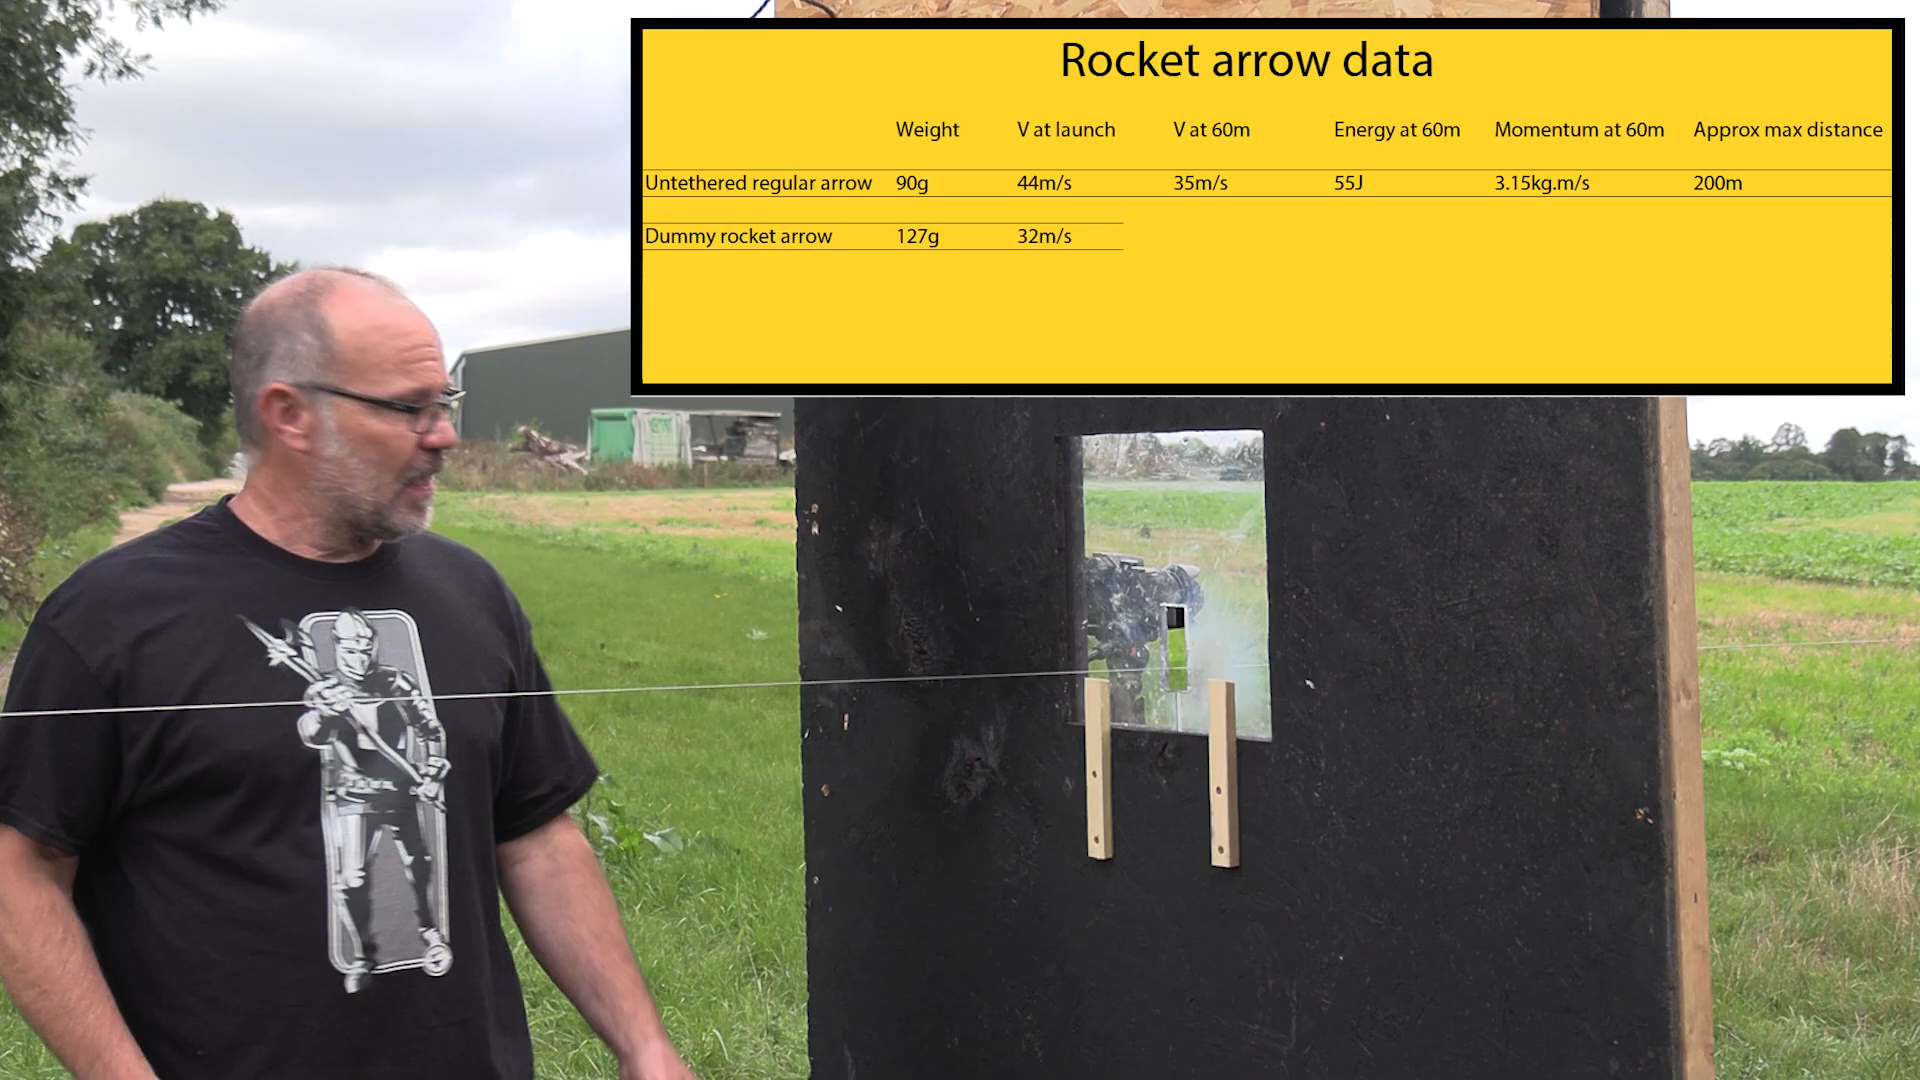 Rocket arrow data
Weight V at launch V at 60m Energy at 60m Momentum at 60m Approx max distance
Untethered regular arrow 90g 44m/s 35m/s 55J 3.15kg.m/s 200m
Dummy rocket arrow 127g 32m/s